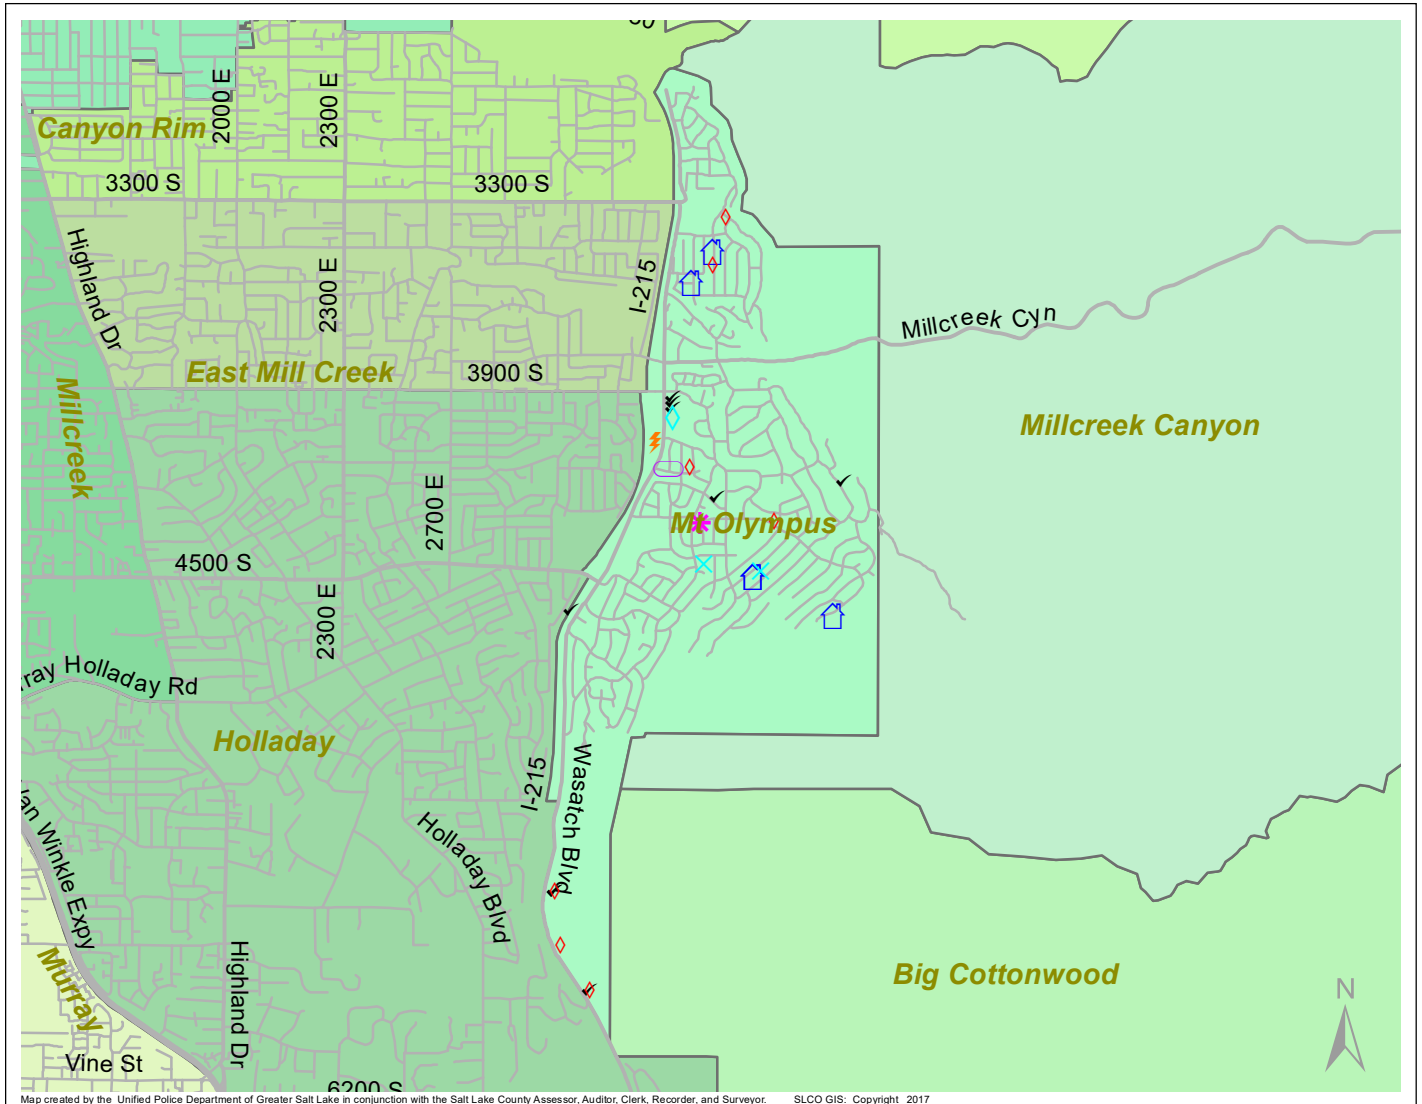 2000 E
2300 E
Canyon Rim
3300 S
3300 S
Highland Dr
2300 E
I-215
Millcreek Cyn
East Mill Creek
3900 S
Millcreek
Millcreek Canyon
2700 E
Mt Olympus
4500 S
2300 E
rray Holladay Rd
Holladay
I-215
Wasatch Blvd
Van Winkle Expy
Holladay Blvd
Murray
Highland Dr
Big Cottonwood
N
Vine St
6200 S
Map created by the Unified Police Department of Greater Salt Lake in conjunction with the Salt Lake County Assessor, Auditor, Clerk, Recorder, and Surveyor. SLCO GIS: Copyright 2017